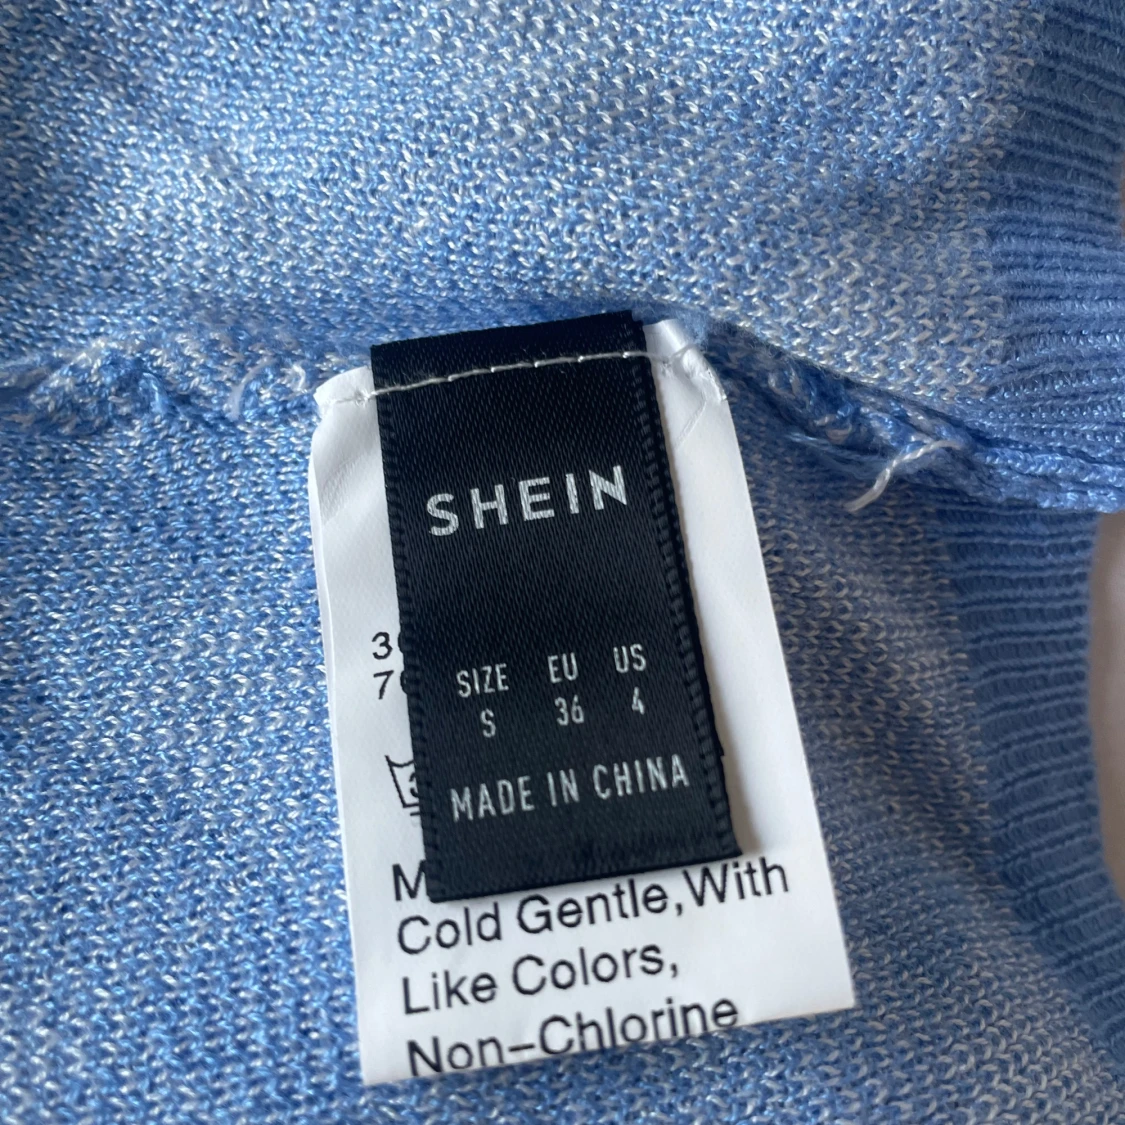 SHEIN
SIZE EU US
S 36 4
MADE IN CHINA
Cold Gentle,With
Like Colors,
Non-Chlorine